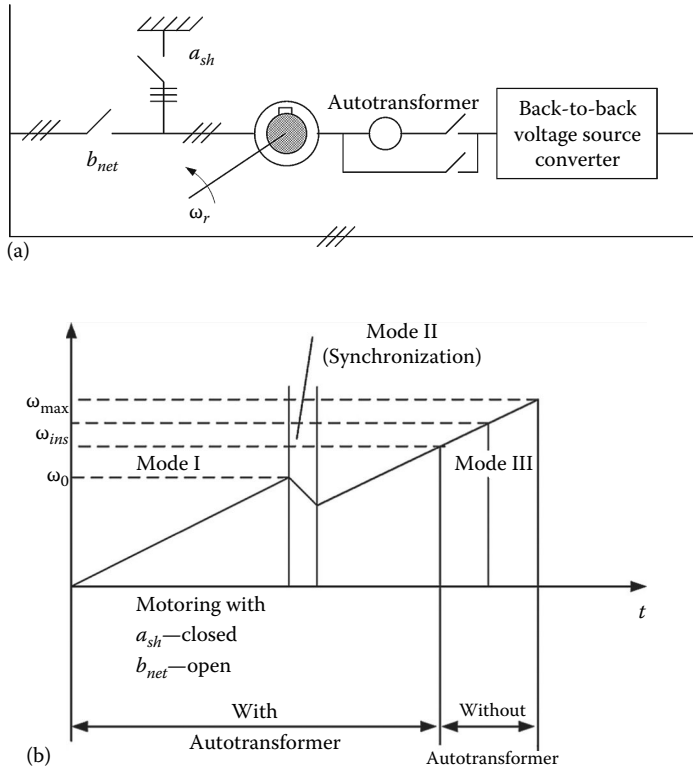 a_sh
Autotransformer
Back-to-back
voltage source
converter
b_net
ω_r
(a)
Mode II
(Synchronization)
ω_max
ω_ins
Mode I
Mode III
ω_0
Motoring with
t
a_sh—closed
b_net—open
With
Without
Autotransformer
Autotransformer
(b)